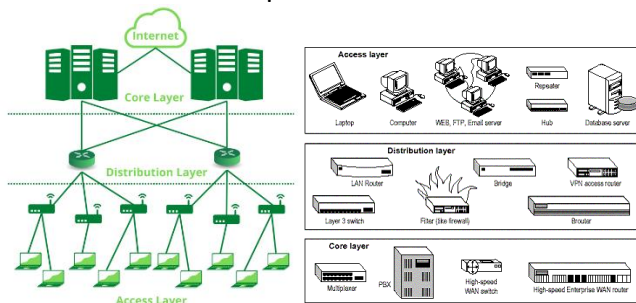 Internet
Core Layer
Distribution Layer
Access Layer
Access layer
Laptop
Computer
WEB, FTP, Email server
Repeater
Hub
Database server
Distribution layer
LAN Router
Bridge
VPN access router
Layer 3 switch
Filter (like firewall)
Brouter
Core layer
Multiplexer
PBX
High-speed
WAN switch
High-speed Enterprise WAN router